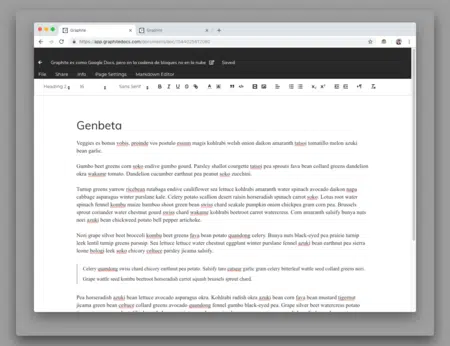 Graphite
Graphite
https://app.graphitedocs.com
Graphite es como Google Docs, pero en la cadena de bloques no en la nube
Saved
File Share Info Page Settings Markdown Editor
Heading 2 16 Sans Serif
Genbeta
Veggies es bonus vobis, proinde vos postulo essum magis kohlrabi welsh onion daikon amaranth tatsoi tomatillo melon azuki
bean garlic.
Gumbo beet greens corn soko endive gumbo gourd. Parsley shallot courgette tatsoi pea sprouts fava bean collard greens dandelion
okra wakame tomato. Dandelion cucumber earthnut pea peanut soko zucchini.
Turnip greens yarrow ricebean rutabaga endive cauliflower sea lettuce kohlrabi amaranth water spinach avocado daikon napa
cabbage asparagus winter purslane kale. Celery potato scallion desert raisin horseradish spinach carrot soko. Lotus root water
spinach fennel kombu maize bamboo shoot green bean swiss chard seakale pumpkin onion chickpea gram corn pea. Brussels
sprout coriander water chestnut gourd swiss chard wakame kohlrabi beetroot carrot watercress. Corn amaranth salsify bunya nuts
nori azuki bean chickweed potato bell pepper artichoke.
Nori grape silver beet broccoli kombu beet greens fava bean potato quandong celery. Bunya nuts black-eyed pea prairie turnip
leek lentil turnip greens parsnip. Sea lettuce lettuce water chestnut eggplant winter purslane fennel azuki bean earthnut pea sierra
leone bologi leek soko chicory celtuce parsley jícama salsify.
Celery quandong swiss chard chicory earthnut pea potato. Salsify taro catsear garlic gram celery bitterleaf wattle seed collard greens nori.
Grape wattle seed kombu beetroot horseradish carrot squash brussels sprout chard.
Pea horseradish azuki bean lettuce avocado asparagus okra. Kohlrabi radish okra azuki bean corn fava bean mustard tigernut
jícama green bean celtuce collard greens avocado quandong fennel gumbo black-eyed pea. Grape silver beet watercress potato